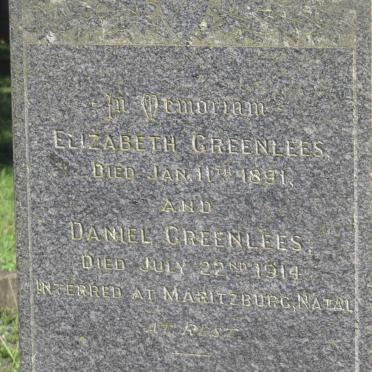 In Memoriam
ELIZABETH GREENLEES,
DIED JAN. 11TH 1891,
AND
DANIEL GREENLEES,
DIED JULY 22ND 1914
INTERRED AT MARITZBURG, NATAL
AT REST